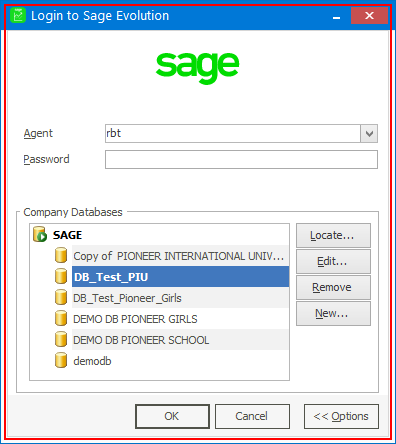 Login to Sage Evolution
sage
Agent
rbt
Password
Company Databases
SAGE
Copy of PIONEER INTERNATIONAL UNIV...
DB_Test_PIU
DB_Test_Pioneer_Girls
DEMO DB PIONEER GIRLS
DEMO DB PIONEER SCHOOL
demodb
Locate...
Edit...
Remove
New...
OK
Cancel
<< Options